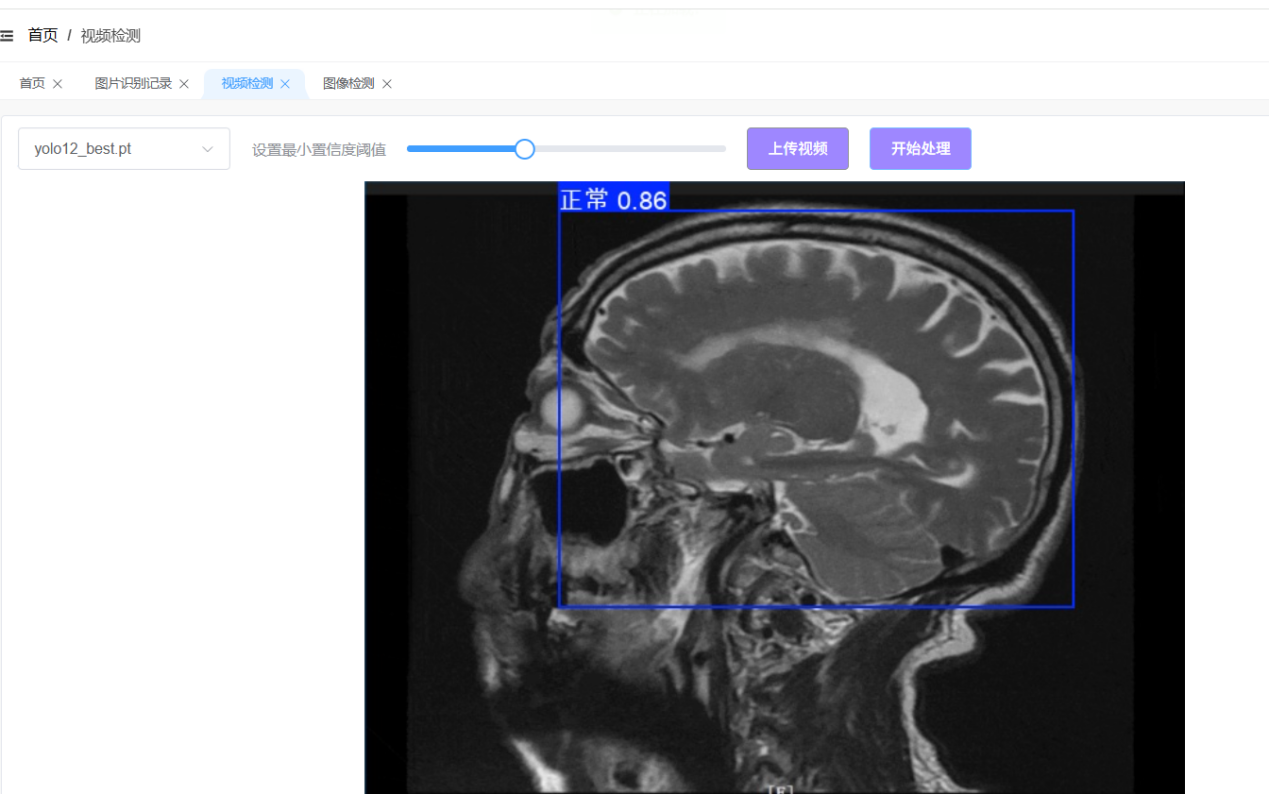 首页 / 视频检测
首页 图片识别记录 视频检测 图像检测
yolo12_best.pt 设置最小置信度阈值 上传视频 开始处理
正常 0.86
[F]